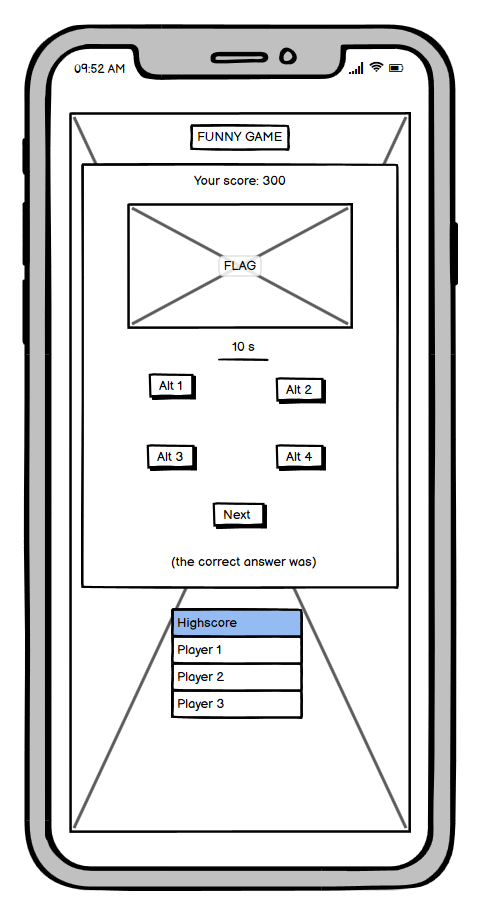 09:52 AM
FUNNY GAME
Your score: 300
FLAG
10 s
Alt 1
Alt 2
Alt 3
Alt 4
Next
(the correct answer was)
Highscore
Player 1
Player 2
Player 3